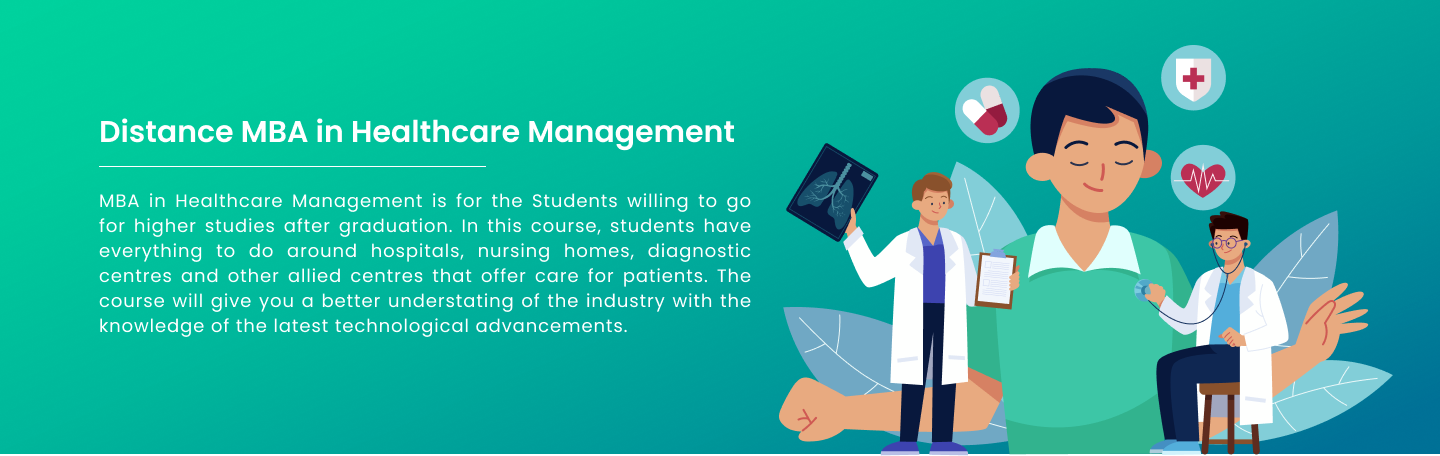 Distance MBA in Healthcare Management
MBA in Healthcare Management is for the Students willing to go
for higher studies after graduation. In this course, students have
everything to do around hospitals, nursing homes, diagnostic
centres and other allied centres that offer care for patients. The
course will give you a better understating of the industry with the
knowledge of the latest technological advancements.